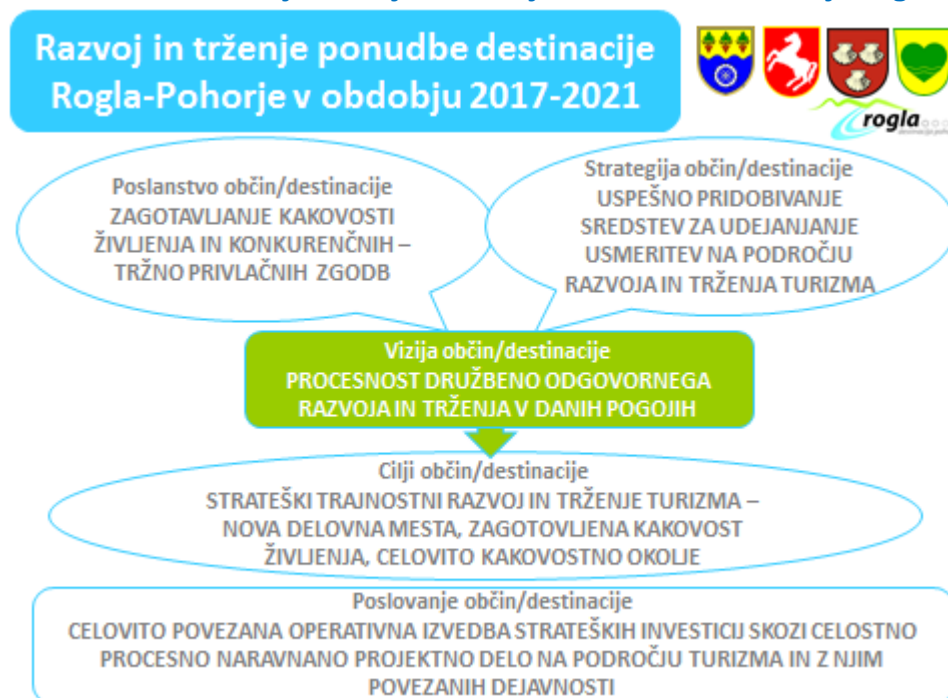 Razvoj in trženje ponudbe destinacije
Rogla-Pohorje v obdobju 2017-2021
rogla
Poslanstvo občin/destinacije
ZAGOTAVLJANJE KAKOVOSTI
ŽIVLJENJA IN KONKURENČNIH –
TRŽNO PRIVLAČNIH ZGODB
Strategija občin/destinacije
USPEŠNO PRIDOBIVANJE
SREDSTEV ZA UDEJANJANJE
USMERITEV NA PODROČJU
RAZVOJA IN TRŽENJA TURIZMA
Vizija občin/destinacije
PROCESNOST DRUŽBENO ODGOVORNEGA
RAZVOJA IN TRŽENJA V DANIH POGOJIH
Cilji občin/destinacije
STRATEŠKI TRAJNOSTNI RAZVOJ IN TRŽENJE TURIZMA –
NOVA DELOVNA MESTA, ZAGOTOVLJENA KAKOVOST
ŽIVLJENJA, CELOVITO KAKOVOSTNO OKOLJE
Poslovanje občin/destinacije
CELOVITO POVEZANA OPERATIVNA IZVEDBA STRATEŠKIH INVESTICIJ SKOZI CELOSTNO
PROCESNO NARAVNANO PROJEKTNO DELO NA PODROČJU TURIZMA IN Z NJIM
POVEZANIH DEJAVNOSTI